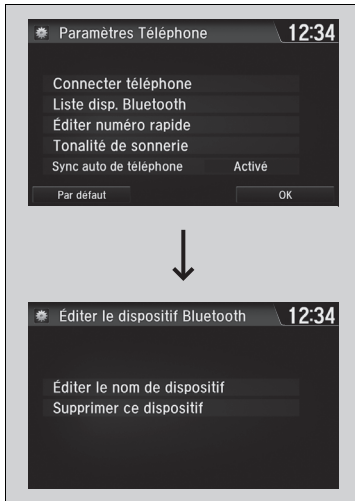 Paramètres Téléphone 12:34
Connecter téléphone
Liste disp. Bluetooth
Éditer numéro rapide
Tonalité de sonnerie
Sync auto de téléphone Activé
Par défaut OK
Éditer le dispositif Bluetooth 12:34
Éditer le nom de dispositif
Supprimer ce dispositif